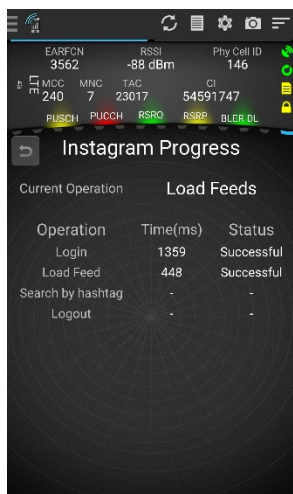 EARFCN RSSI Phy Cell ID
3562 -88 dBm 146
4G LTE MCC MNC TAC CI
240 7 23017 54591747
PUSCH PUCCH RSRQ RSRP BLER DL
Instagram Progress
Current Operation Load Feeds
Operation Time(ms) Status
Login 1359 Successful
Load Feed 448 Successful
Search by hashtag - -
Logout - -